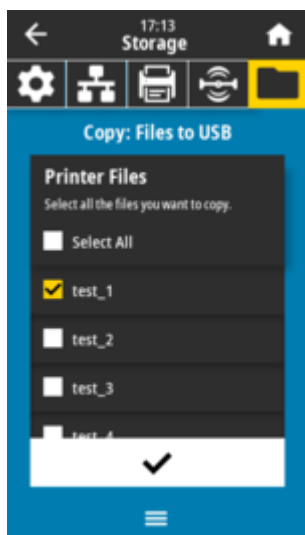 17:13
Storage
Copy: Files to USB
Printer Files
Select all the files you want to copy.
Select All
test_1
test_2
test_3
test_4